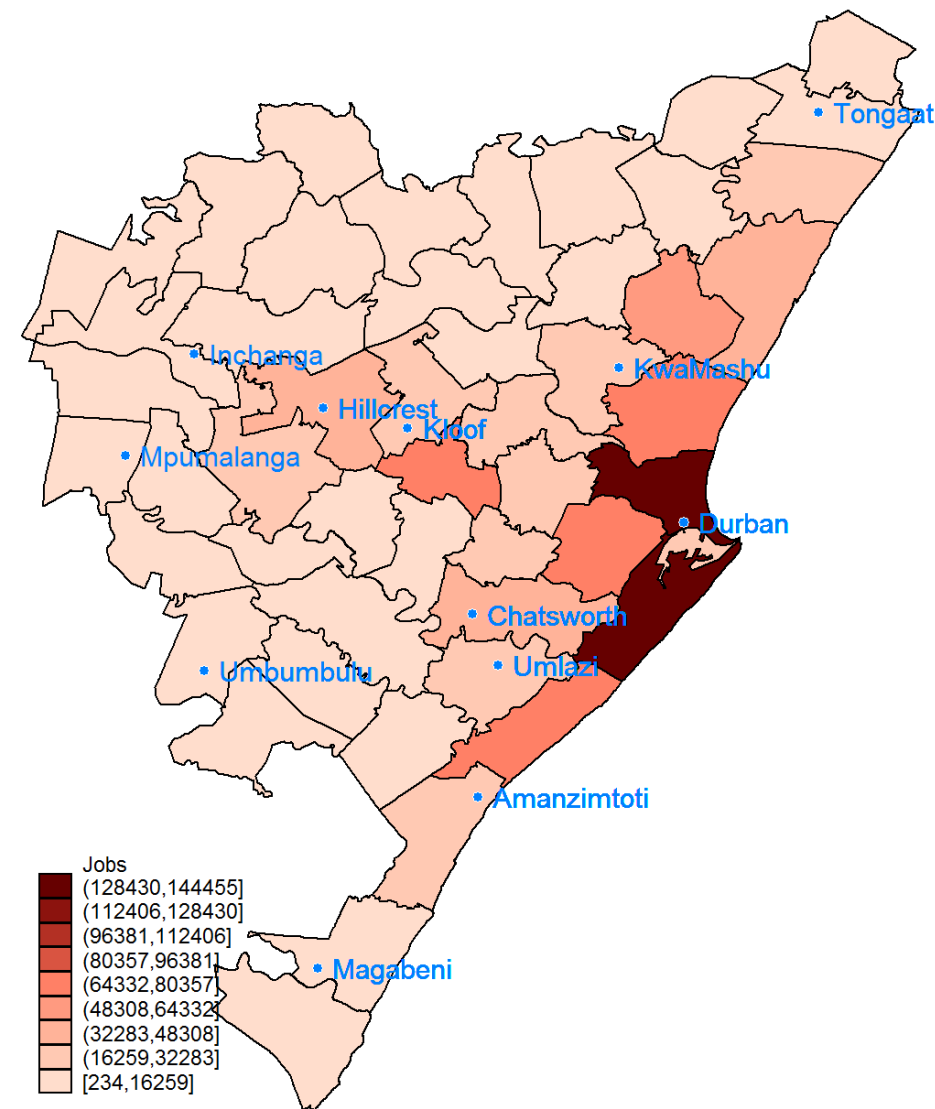 Tongaat
Inchanga
KwaMashu
Hillcrest
Kloof
Mpumalanga
Durban
Chatsworth
Umlazi
Umbumbulu
Amanzimtoti
Jobs
(128430,144455]
(112406,128430]
(96381,112406]
(80357,96381]
(64332,80357]
(48308,64332]
(32283,48308]
(16259,32283]
[234,16259]
Magabeni